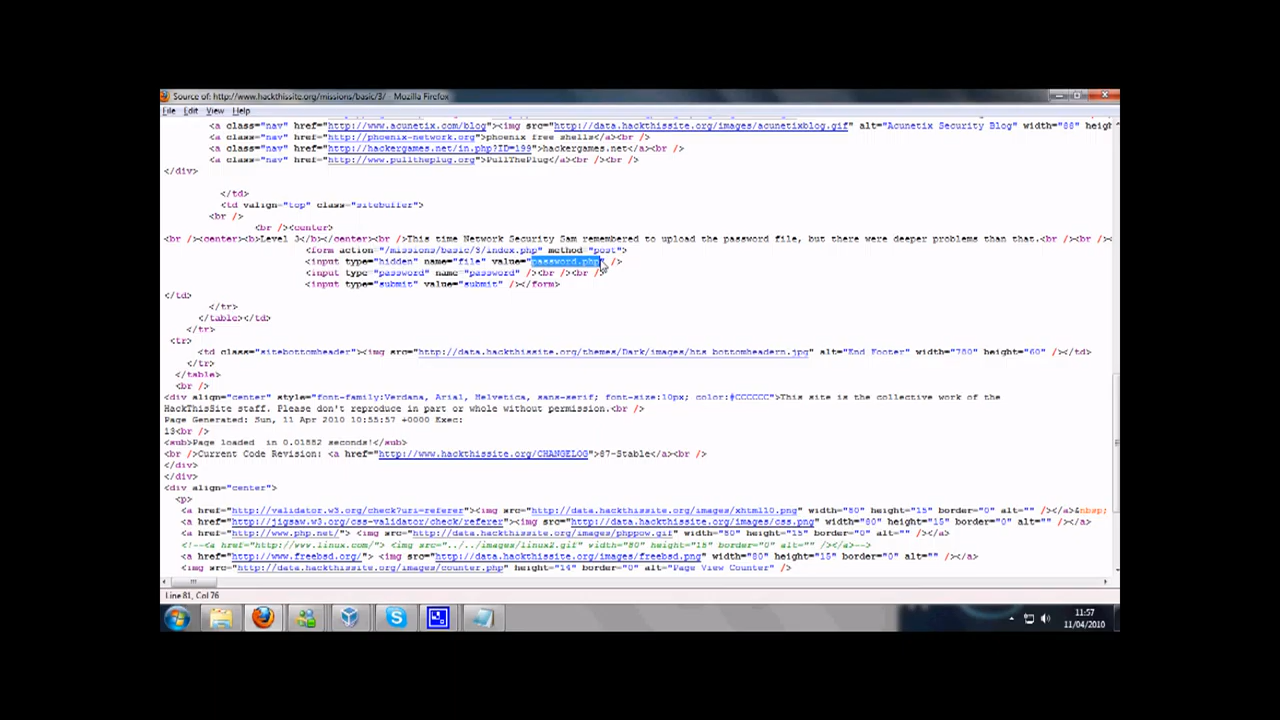 Source of: http://www.hackthissite.org/missions/basic/3/ - Mozilla Firefox
File Edit View Help
<a class="nav" href="http://www.acunetix.com/blog"><img src="http://data.hackthissite.org/images/acunetixblog.gif" alt="Acunetix Security Blog" width="88" heigh
<a class="nav" href="http://phoenix-network.org">phoenix free shells</a><br />
<a class="nav" href="http://hackergames.net/in.php?ID=199">hackergames.net</a><br />
<a class="nav" href="http://www.pulltheplug.org">PullThePlug</a><br /><br />
</div>
</td>
<td valign="top" class="sitebuffer">
<br />
<br /><center>
<br /><center><b>Level 3</b></center><br />This time Network Security Sam remembered to upload the password file, but there were deeper problems than that.<br /><br /><
<form action="/missions/basic/3/index.php" method="post">
<input type="hidden" name="file" value="password.php" />
<input type="password" name="password" /><br /><br />
<input type="submit" value="submit" /></form>
</td>
</tr>
</table></td>
</tr>
<tr>
<td class="sitebottomheader"><img src="http://data.hackthissite.org/themes/Dark/images/hts_bottomheadern.jpg" alt="End Footer" width="780" height="60" /></td>
</tr>
</table>
<br />
<div align="center" style="font-family:Verdana, Arial, Helvetica, sans-serif; font-size:10px; color:#CCCCCC">This site is the collective work of the
HackThisSite staff. Please don't reproduce in part or whole without permission.<br />
Page Generated: Sun, 11 Apr 2010 10:55:57 +0000 Exec:
13<br />
<sub>Page loaded  in 0.01552 seconds!</sub>
<br />Current Code Revision: <a href="http://www.hackthissite.org/CHANGELOG">87-Stable</a><br />
</div>
</div>
<div align="center">
<p>
<a href="http://validator.w3.org/check?uri=referer"><img src="http://data.hackthissite.org/images/xhtml10.png" width="80" height="15" border="0" alt="" /></a>&nbsp;
<a href="http://jigsaw.w3.org/css-validator/check/referer"><img src="http://data.hackthissite.org/images/css.png" width="80" height="15" border="0" alt="" /></a>
<a href="http://www.php.net/"> <img src="http://data.hackthissite.org/images/phppow.gif" width="80" height="15" border="0" alt="" /></a>
<!--<a href="http://www.linux.com/"> <img src="../../images/linux2.gif" width="80" height="15" border="0" alt="" /></a>-->
<a href="http://www.freebsd.org/"> <img src="http://data.hackthissite.org/images/freebsd.png" width="80" height="15" border="0" alt="" /></a>
<img src="http://data.hackthissite.org/images/counter.php" height="14" border="0" alt="Page View Counter" />
Line 81, Col 76
11:57
11/04/2010